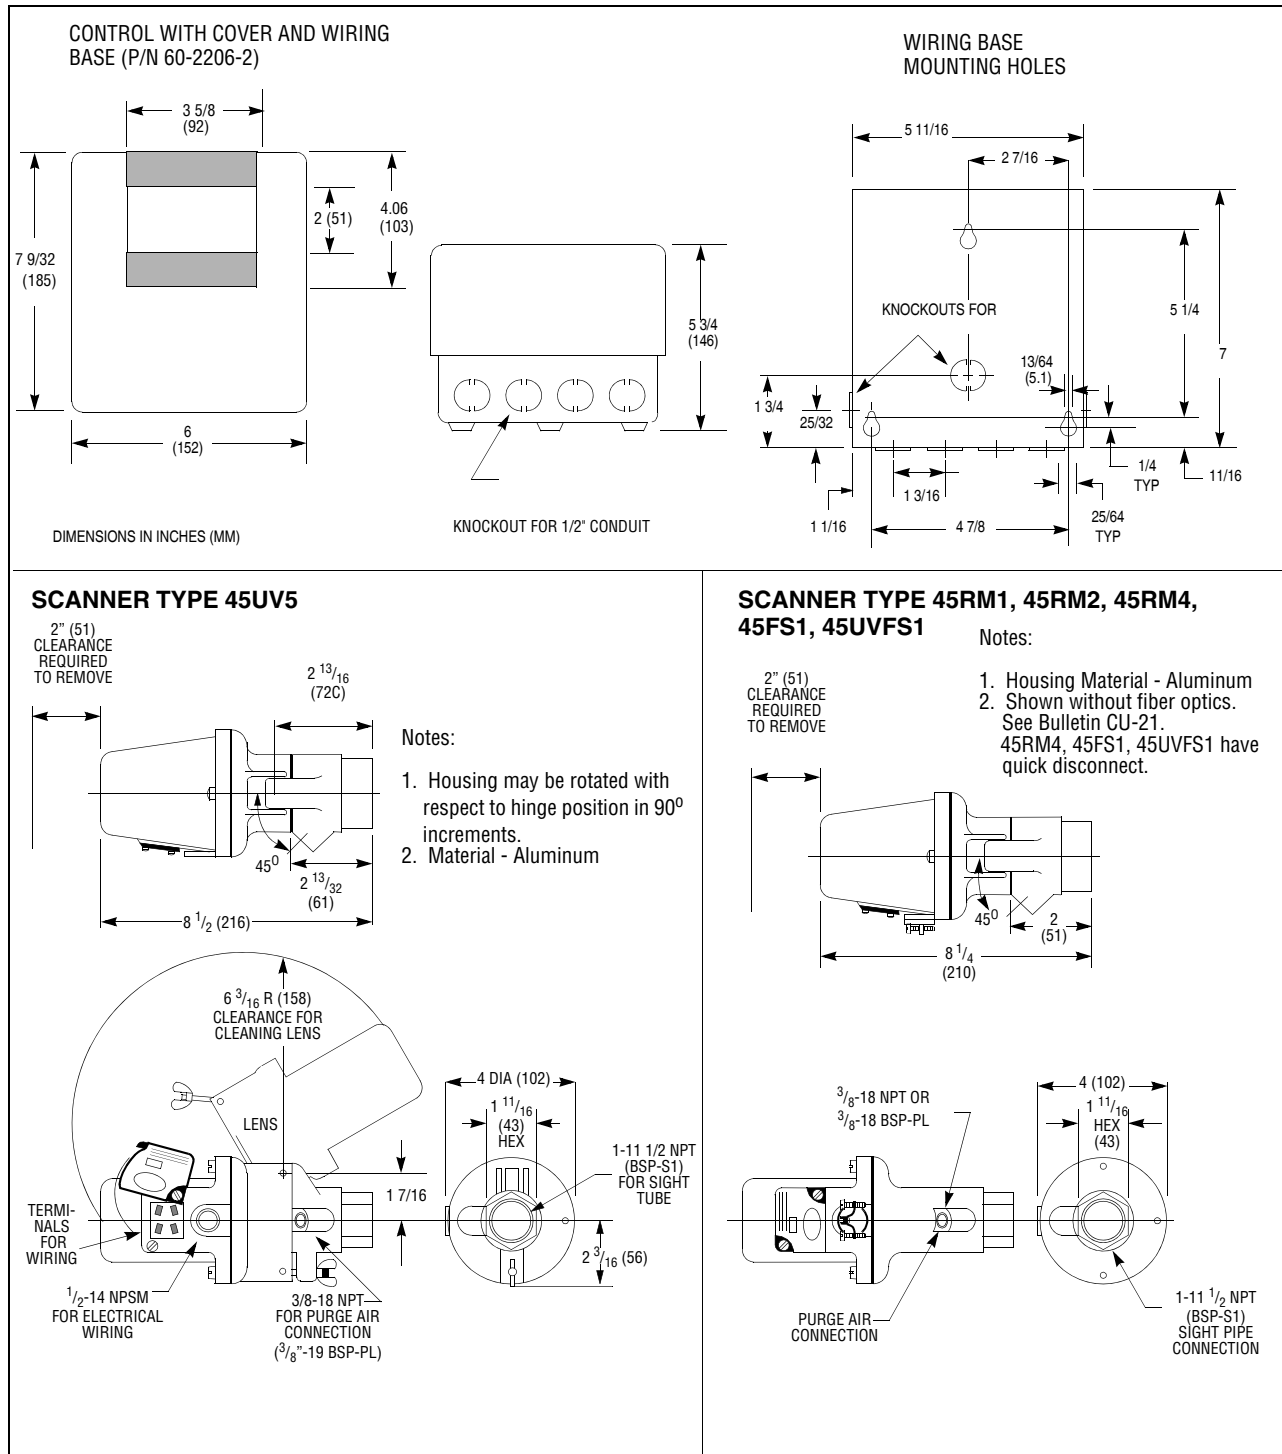 CONTROL WITH COVER AND WIRING
BASE (P/N 60-2206-2)
3 5/8
(92)
2 (51)
4.06
(103)
7 9/32
(185)
6
(152)
DIMENSIONS IN INCHES (MM)
5 3/4
(146)
KNOCKOUT FOR 1/2" CONDUIT
WIRING BASE
MOUNTING HOLES
5 11/16
2 7/16
KNOCKOUTS FOR
5 1/4
7
13/64
(5.1)
1 3/4
25/32
1 3/16
1/4
TYP
11/16
1 1/16
4 7/8
25/64
TYP
SCANNER TYPE 45UV5
2” (51)
CLEARANCE
REQUIRED
TO REMOVE
2 13/16
(72C)
45⁰
2 13/32
(61)
8 1/2 (216)
Notes:
1. Housing may be rotated with
respect to hinge position in 90⁰
increments.
2. Material - Aluminum
6 3/16 R (158)
CLEARANCE FOR
CLEANING LENS
LENS
4 DIA (102)
1 11/16
(43)
HEX
1-11 1/2 NPT
(BSP-S1)
FOR SIGHT
TUBE
1 7/16
2 3/16 (56)
TERMI-
NALS
FOR
WIRING
1/2-14 NPSM
FOR ELECTRICAL
WIRING
3/8-18 NPT
FOR PURGE AIR
CONNECTION
(3/8”-19 BSP-PL)
SCANNER TYPE 45RM1, 45RM2, 45RM4,
45FS1, 45UVFS1
Notes:
1. Housing Material - Aluminum
2. Shown without fiber optics.
See Bulletin CU-21.
45RM4, 45FS1, 45UVFS1 have
quick disconnect.
2” (51)
CLEARANCE
REQUIRED
TO REMOVE
45⁰
2
(51)
8 1/4
(210)
3/8-18 NPT OR
3/8-18 BSP-PL
4 (102)
1 11/16
HEX
(43)
PURGE AIR
CONNECTION
1-11 1/2 NPT
(BSP-S1)
SIGHT PIPE
CONNECTION